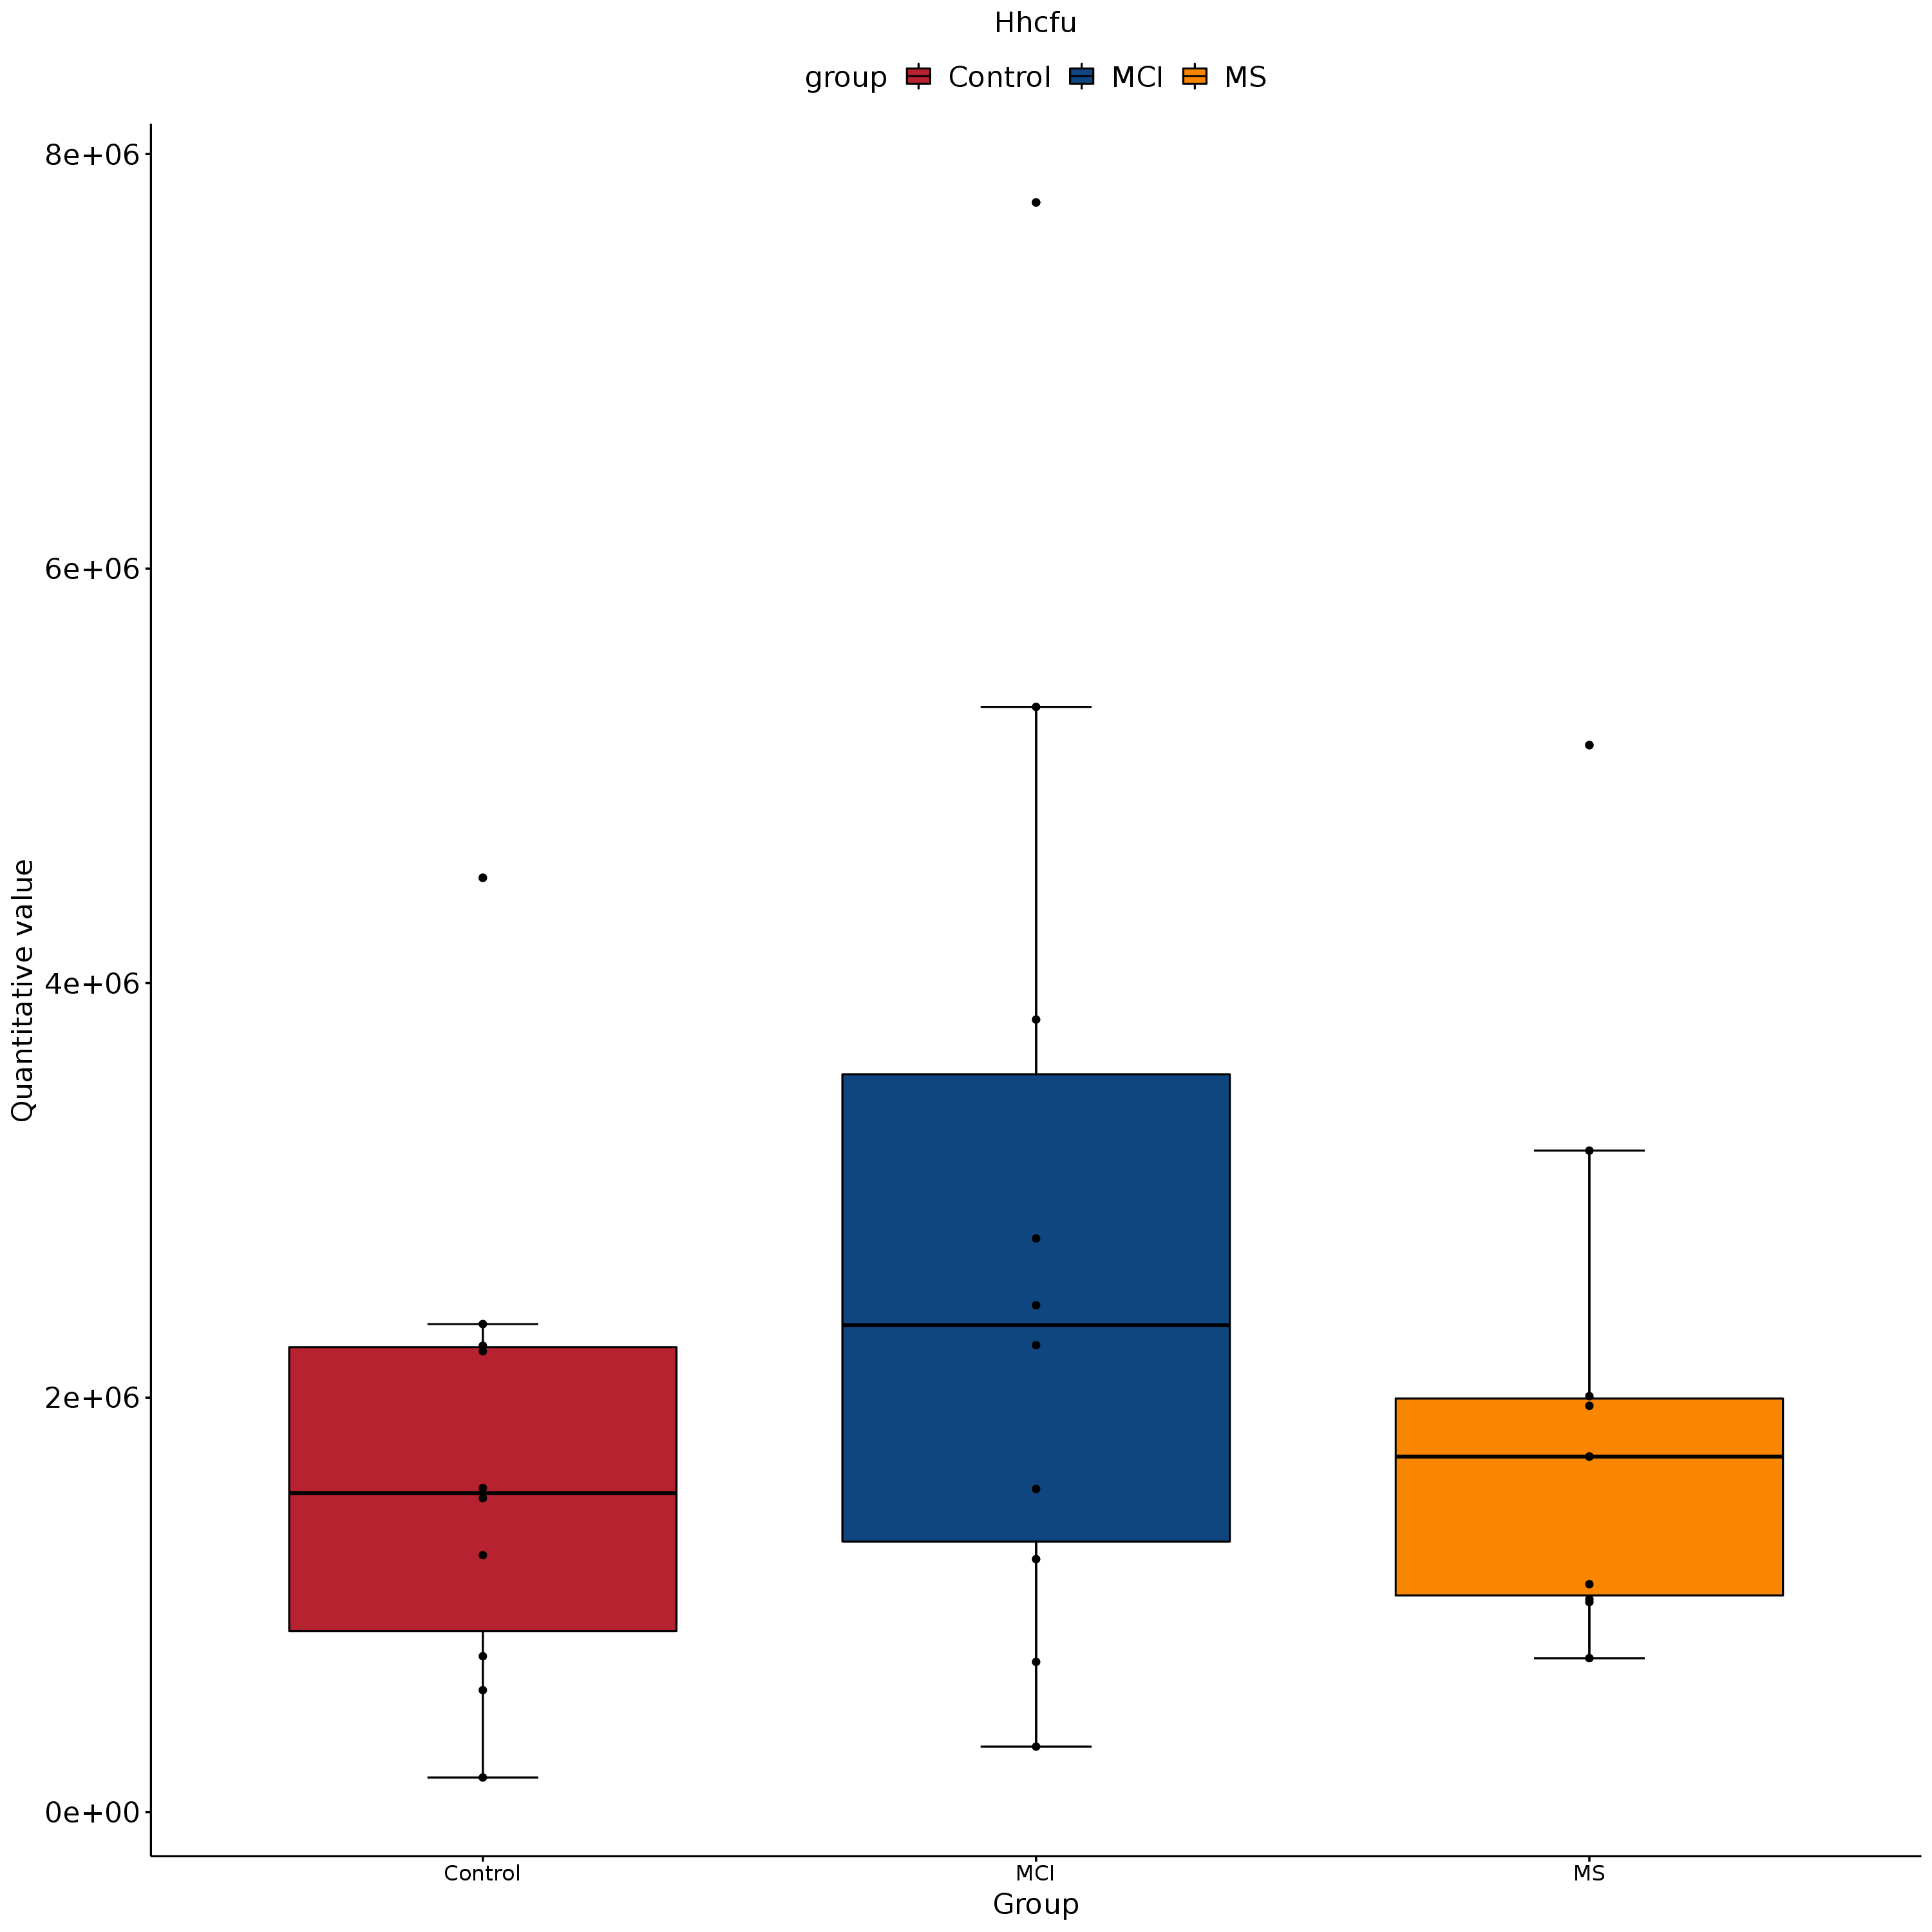 Hhcfu
group Control MCI MS
8e+06
6e+06
4e+06
2e+06
0e+00
Quantitative value
Control MCI MS
Group